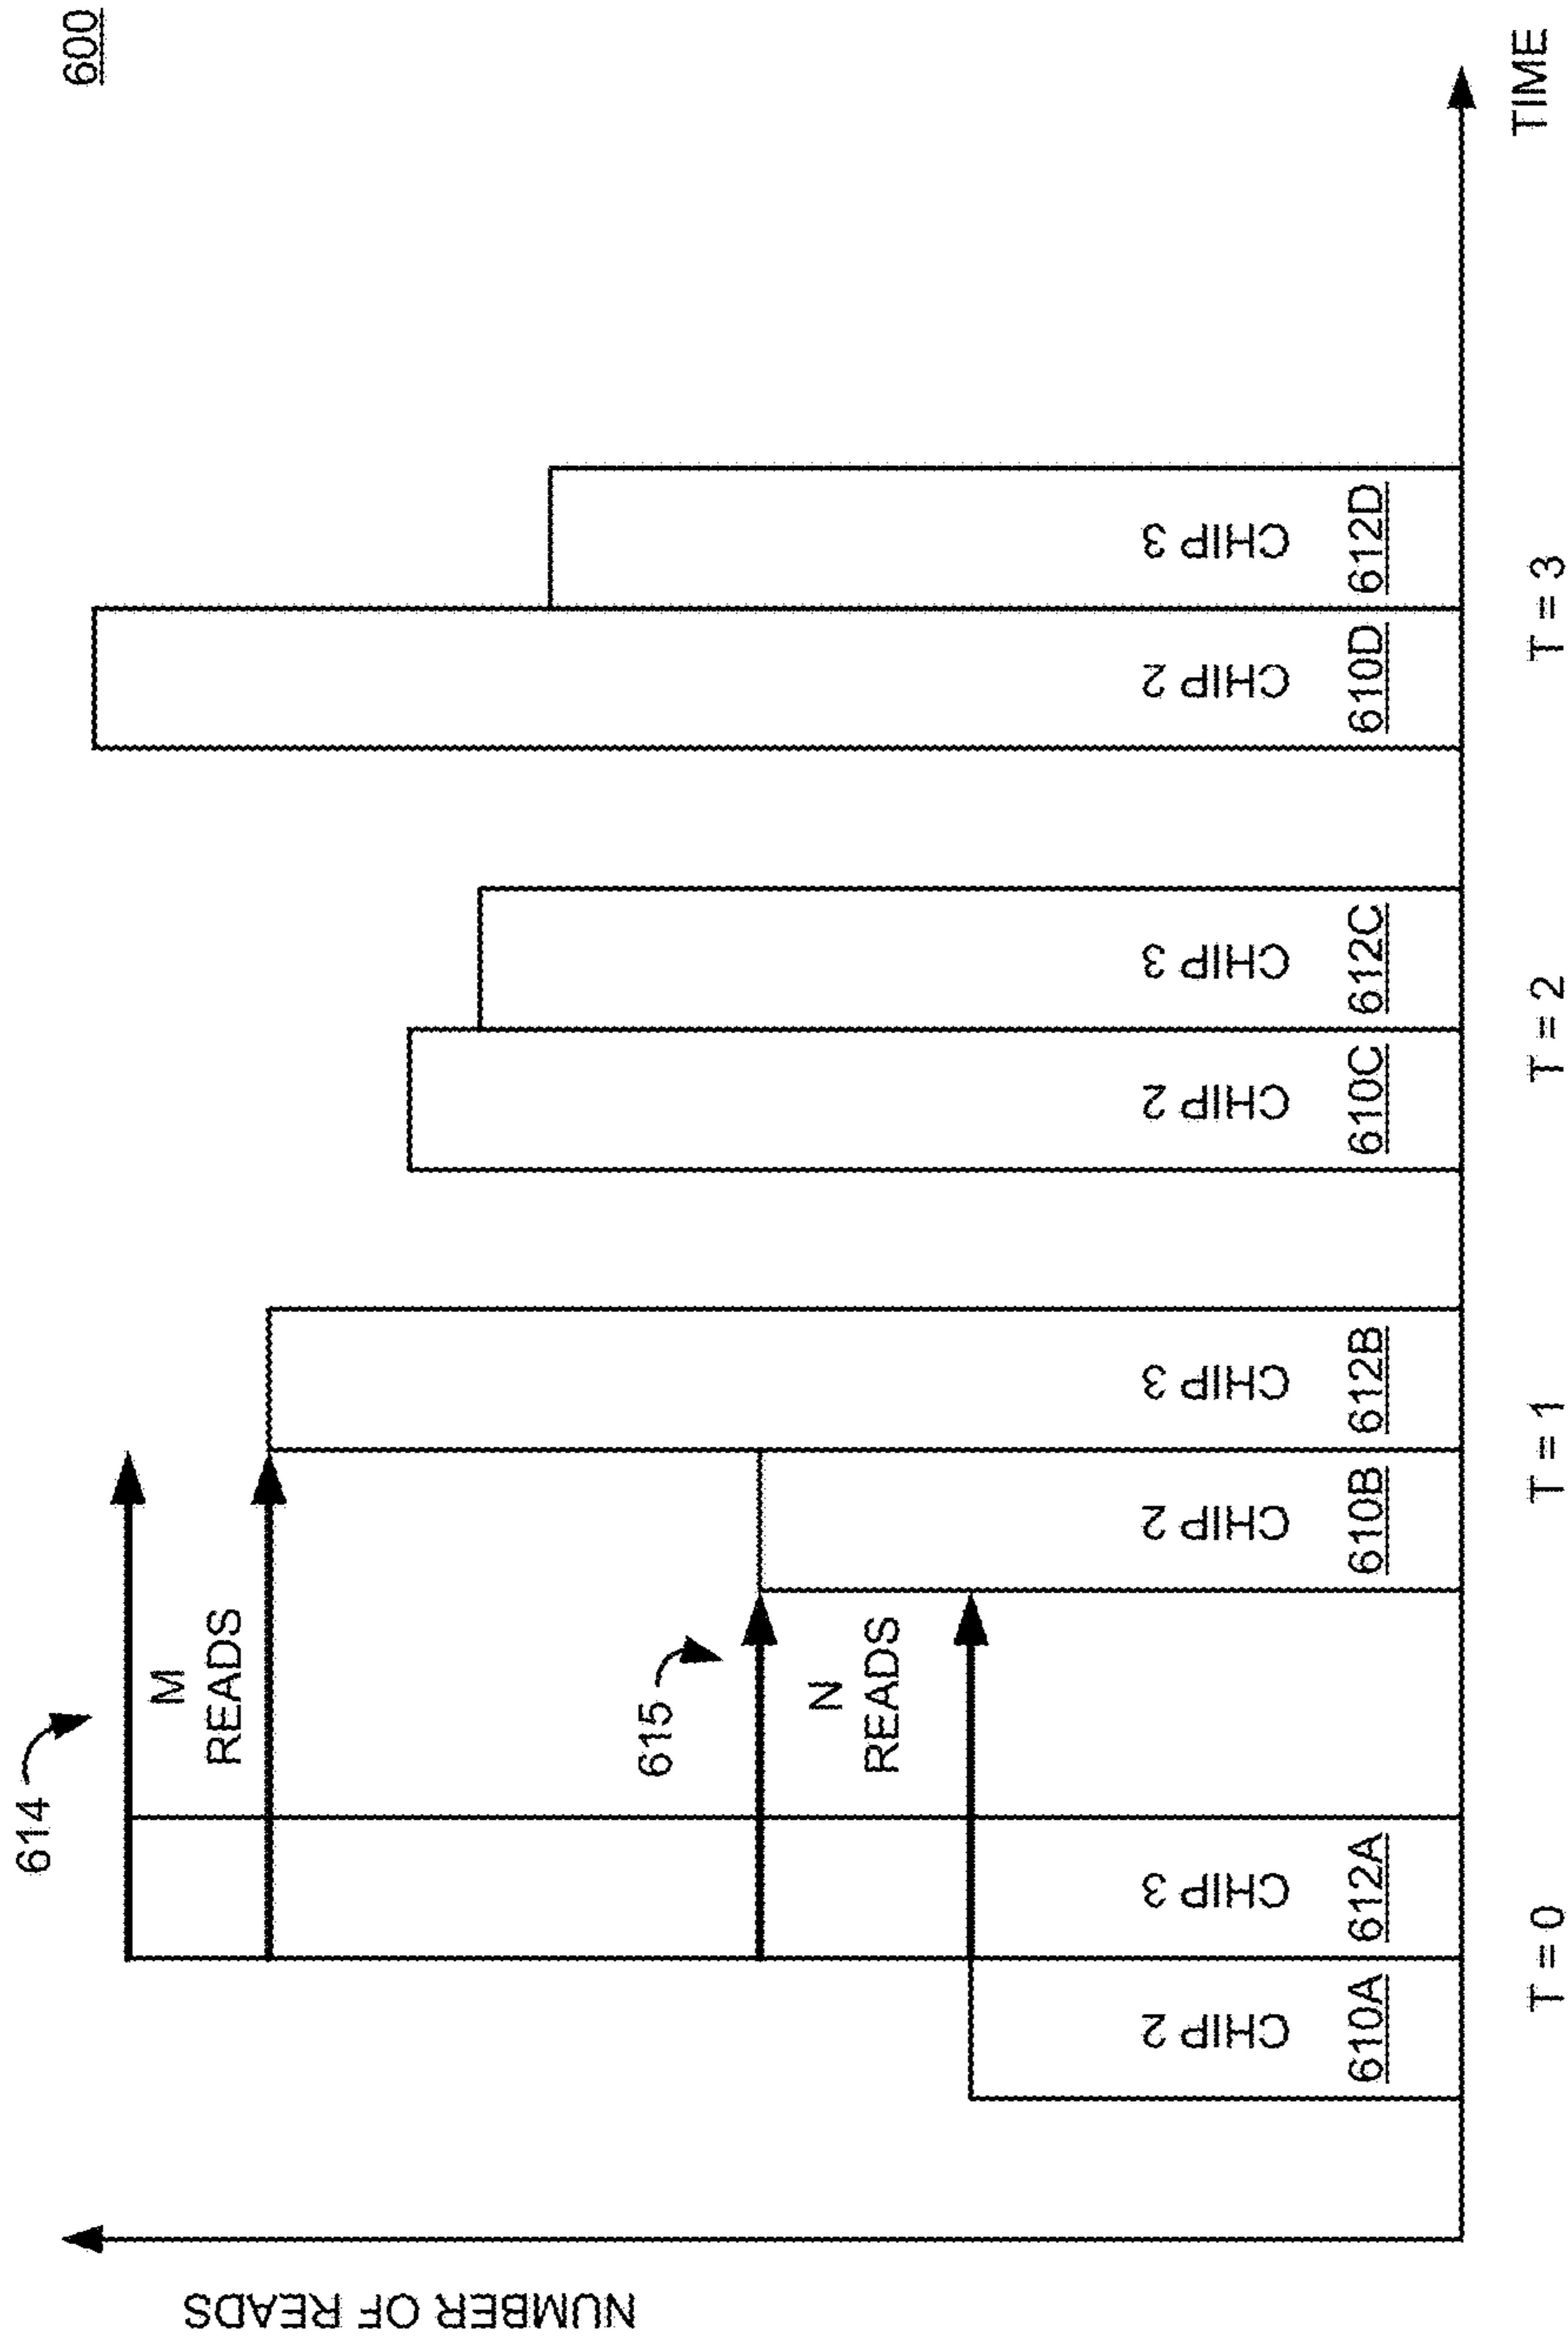 600
614
M
READS
615
N
READS
NUMBER OF READS
CHIP 2
610A
CHIP 3
612A
CHIP 2
610B
CHIP 3
612B
CHIP 2
610C
CHIP 3
612C
CHIP 2
610D
CHIP 3
612D
T = 0
T = 1
T = 2
T = 3
TIME